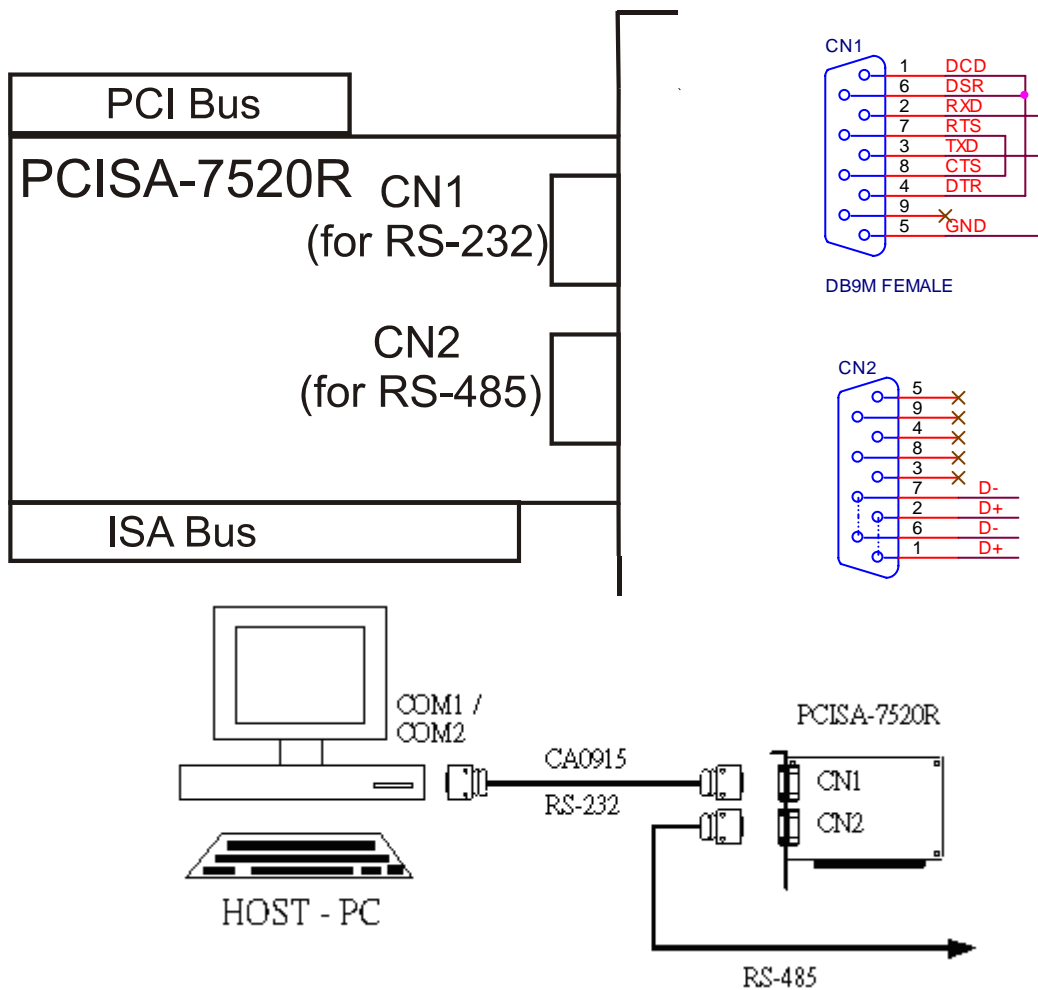 PCI Bus
PCISA-7520R
CN1
(for RS-232)
CN2
(for RS-485)
ISA Bus
CN1
1 DCD
6 DSR
2 RXD
7 RTS
3 TXD
8 CTS
4 DTR
9
5 GND
DB9M FEMALE
CN2
5
9
4
8
3
7 D-
2 D+
6 D-
1 D+
COM1 /
COM2
CA0915
RS-232
HOST - PC
PCISA-7520R
CN1
CN2
RS-485